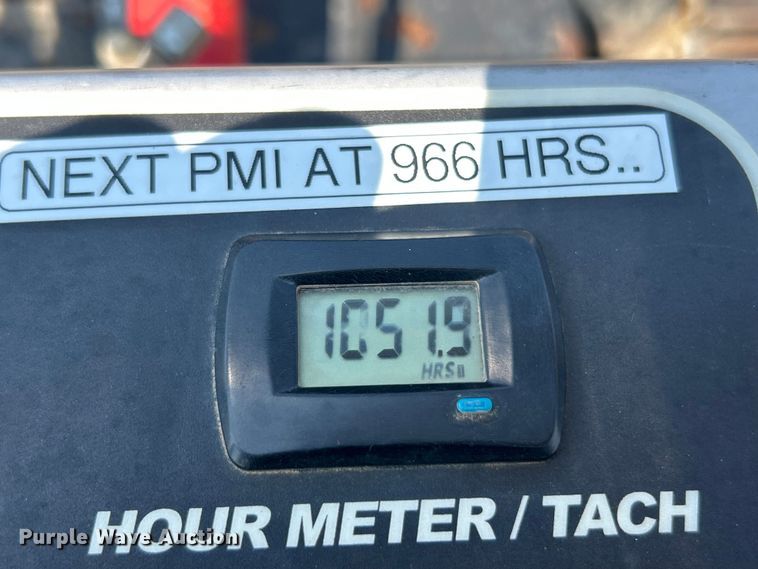 NEXT PMI AT 966 HRS..
1051.9
HRS
HOUR METER / TACH
Purple Wave Auction